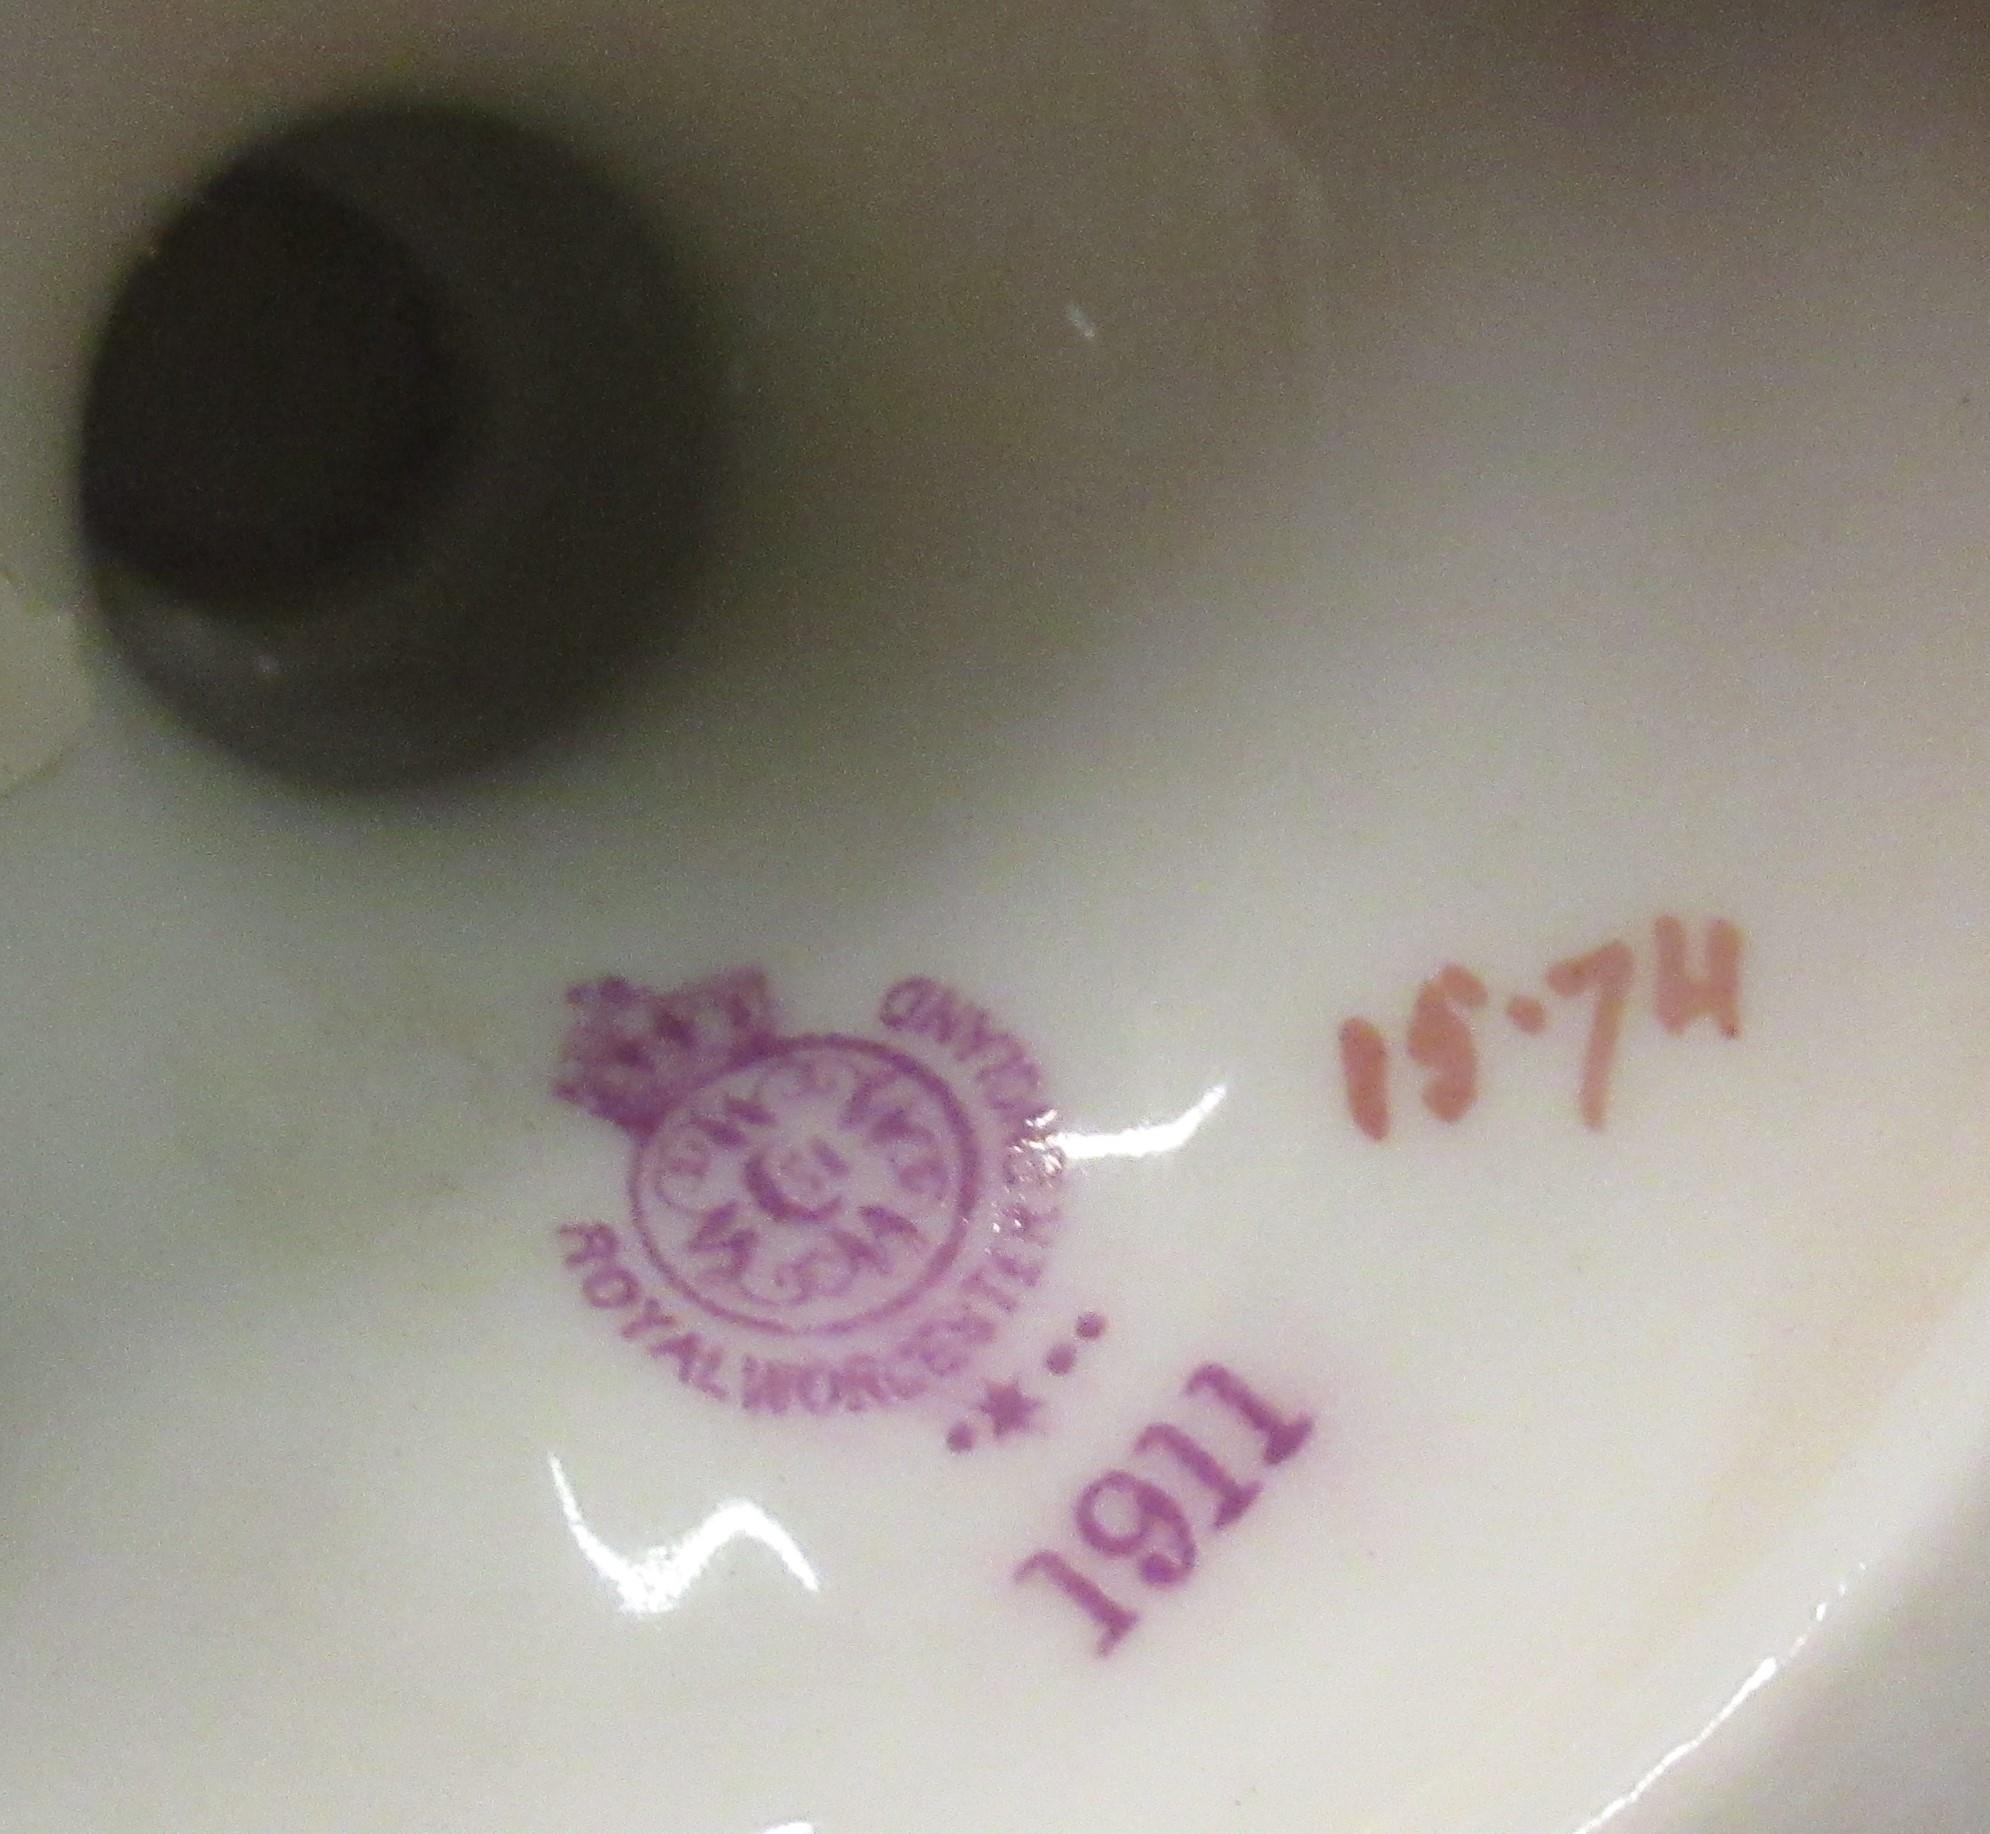 ROYAL WORCESTER ENGLAND
1911
15.7H